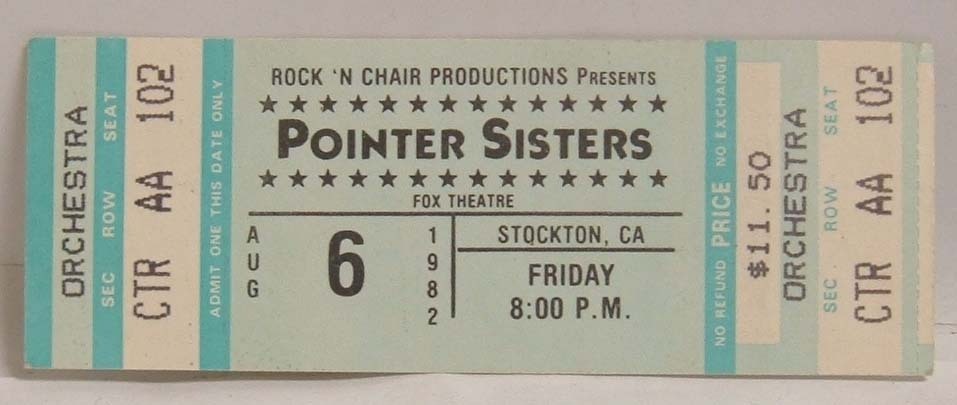 ORCHESTRA
SEC ROW SEAT
CTR AA 102
ADMIT ONE THIS DATE ONLY
ROCK 'N CHAIR PRODUCTIONS PRESENTS
POINTER SISTERS
FOX THEATRE
AUG
6
1982
STOCKTON, CA
FRIDAY
8:00 P.M.
NO REFUND PRICE NO EXCHANGE
$11.50
ORCHESTRA
SEC ROW SEAT
CTR AA 102